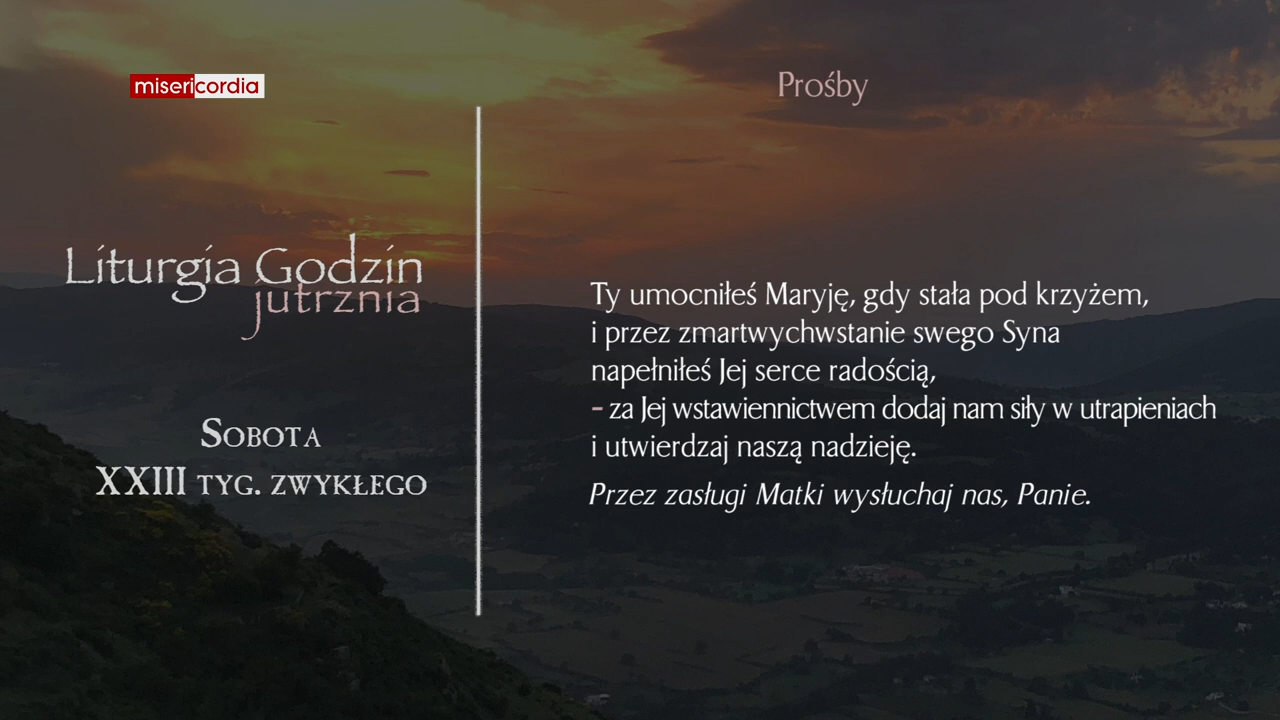 misericordia
Liturgia Godzin
jutrznia
Sobota
XXIII tyg. zwykłego
Prośby
Ty umocniłeś Maryję, gdy stała pod krzyżem,
i przez zmartwychwstanie swego Syna
napełniłeś Jej serce radością,
- za Jej wstawiennictwem dodaj nam siły w utrapieniach
i utwierdzaj naszą nadzieję.
Przez zasługi Matki wysłuchaj nas, Panie.